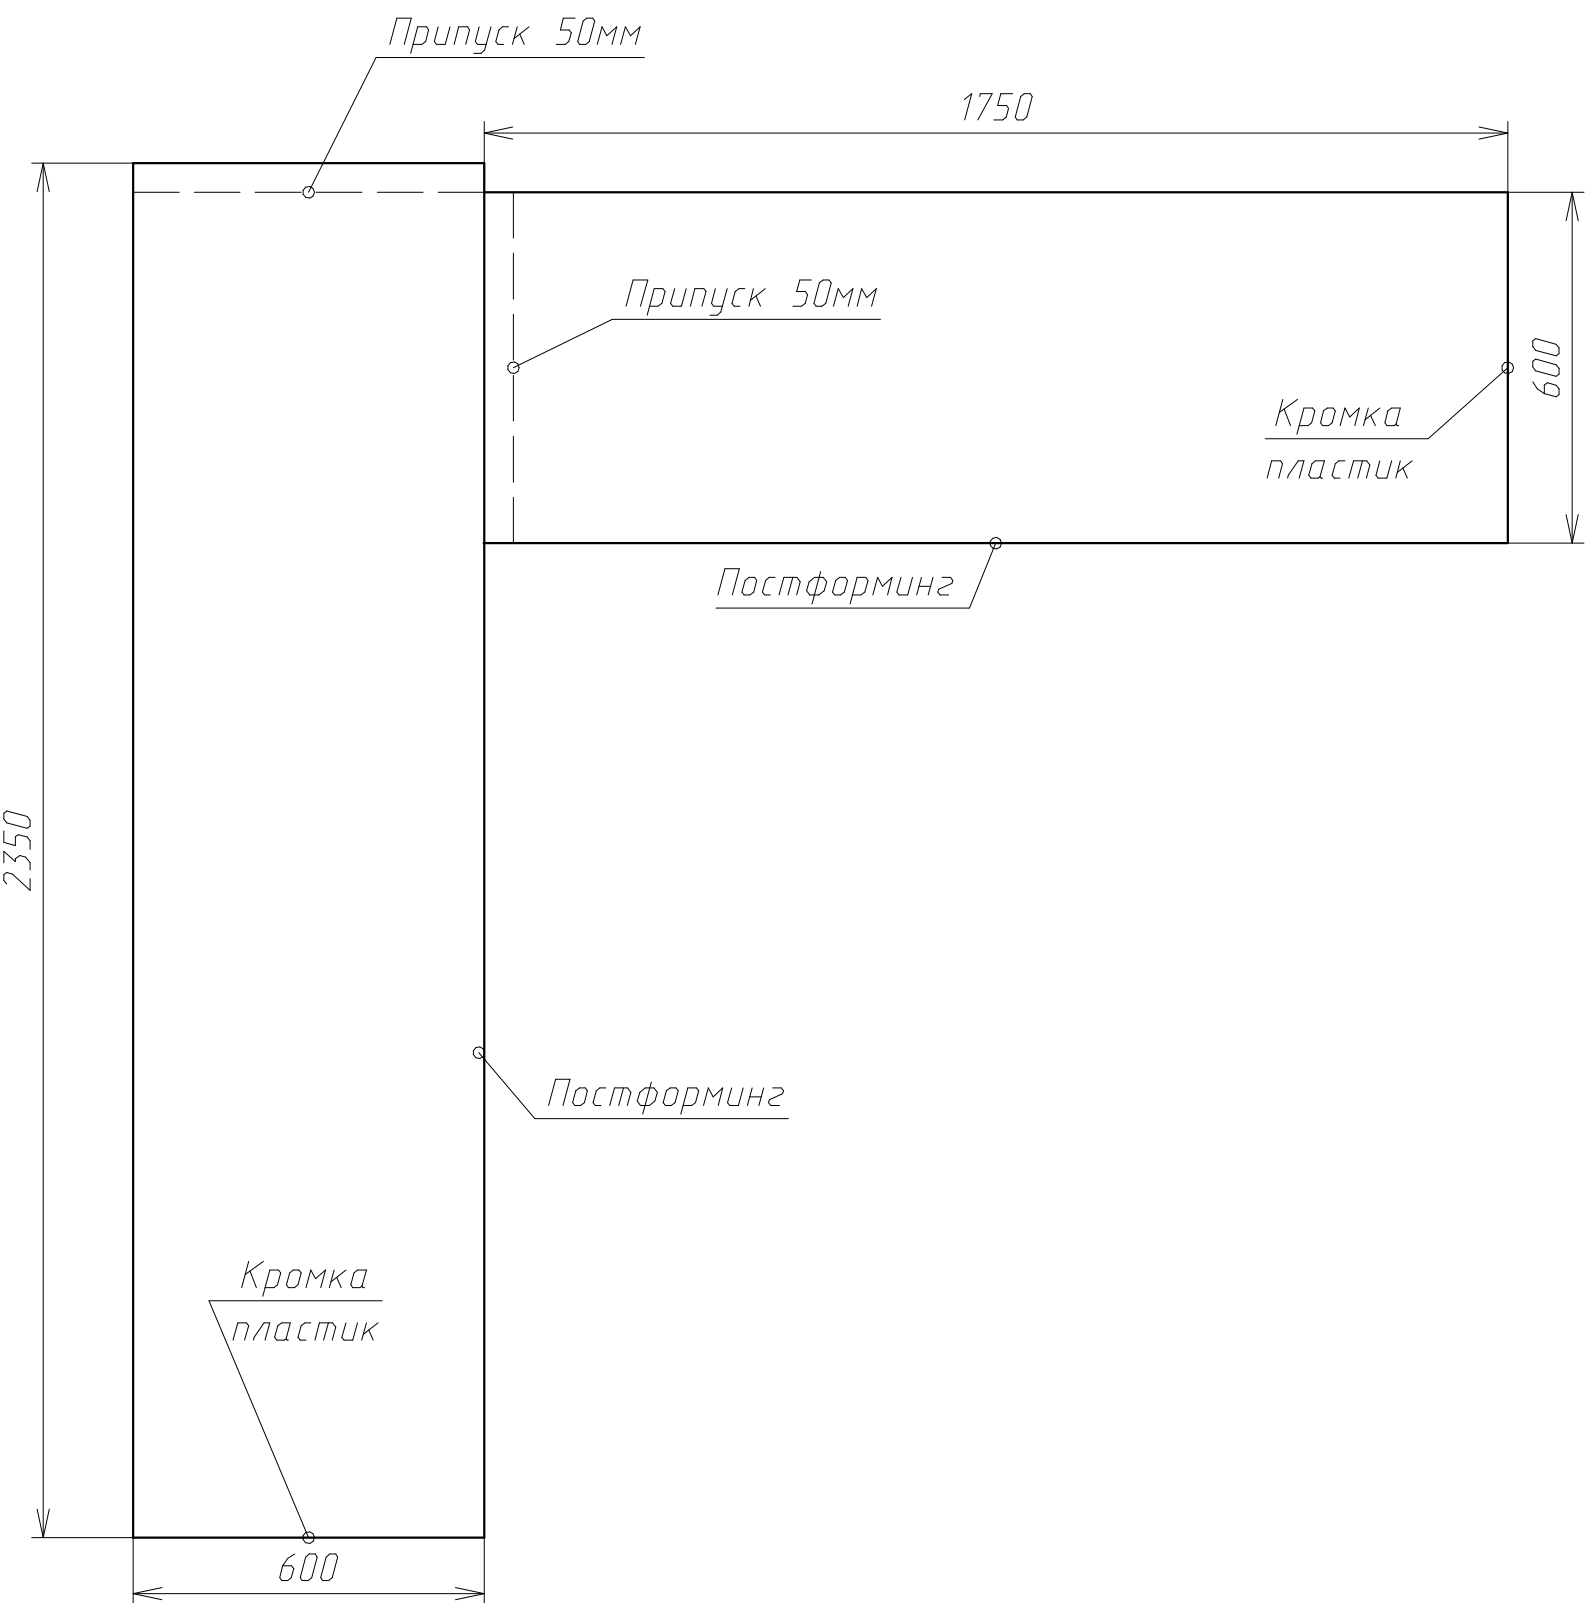 Припуск 50мм
1750
Припуск 50мм
600
Кромка
пластик
Постформинг
2350
Постформинг
Кромка
пластик
600